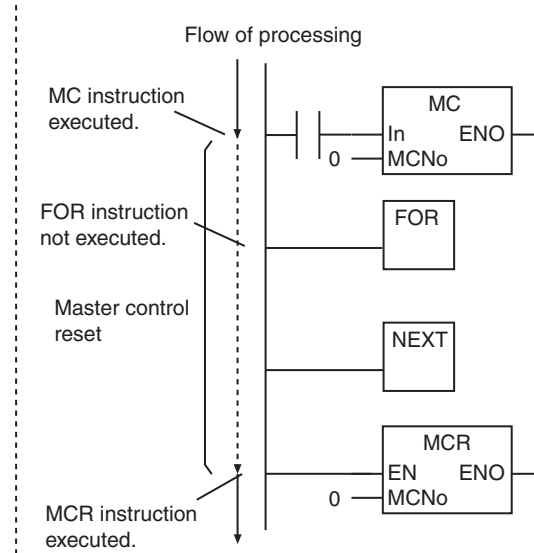 Flow of processing
MC instruction
executed.
MC
In ENO
0 MCNo
FOR instruction
not executed.
FOR
Master control
reset
NEXT
MCR
EN ENO
0 MCNo
MCR instruction
executed.